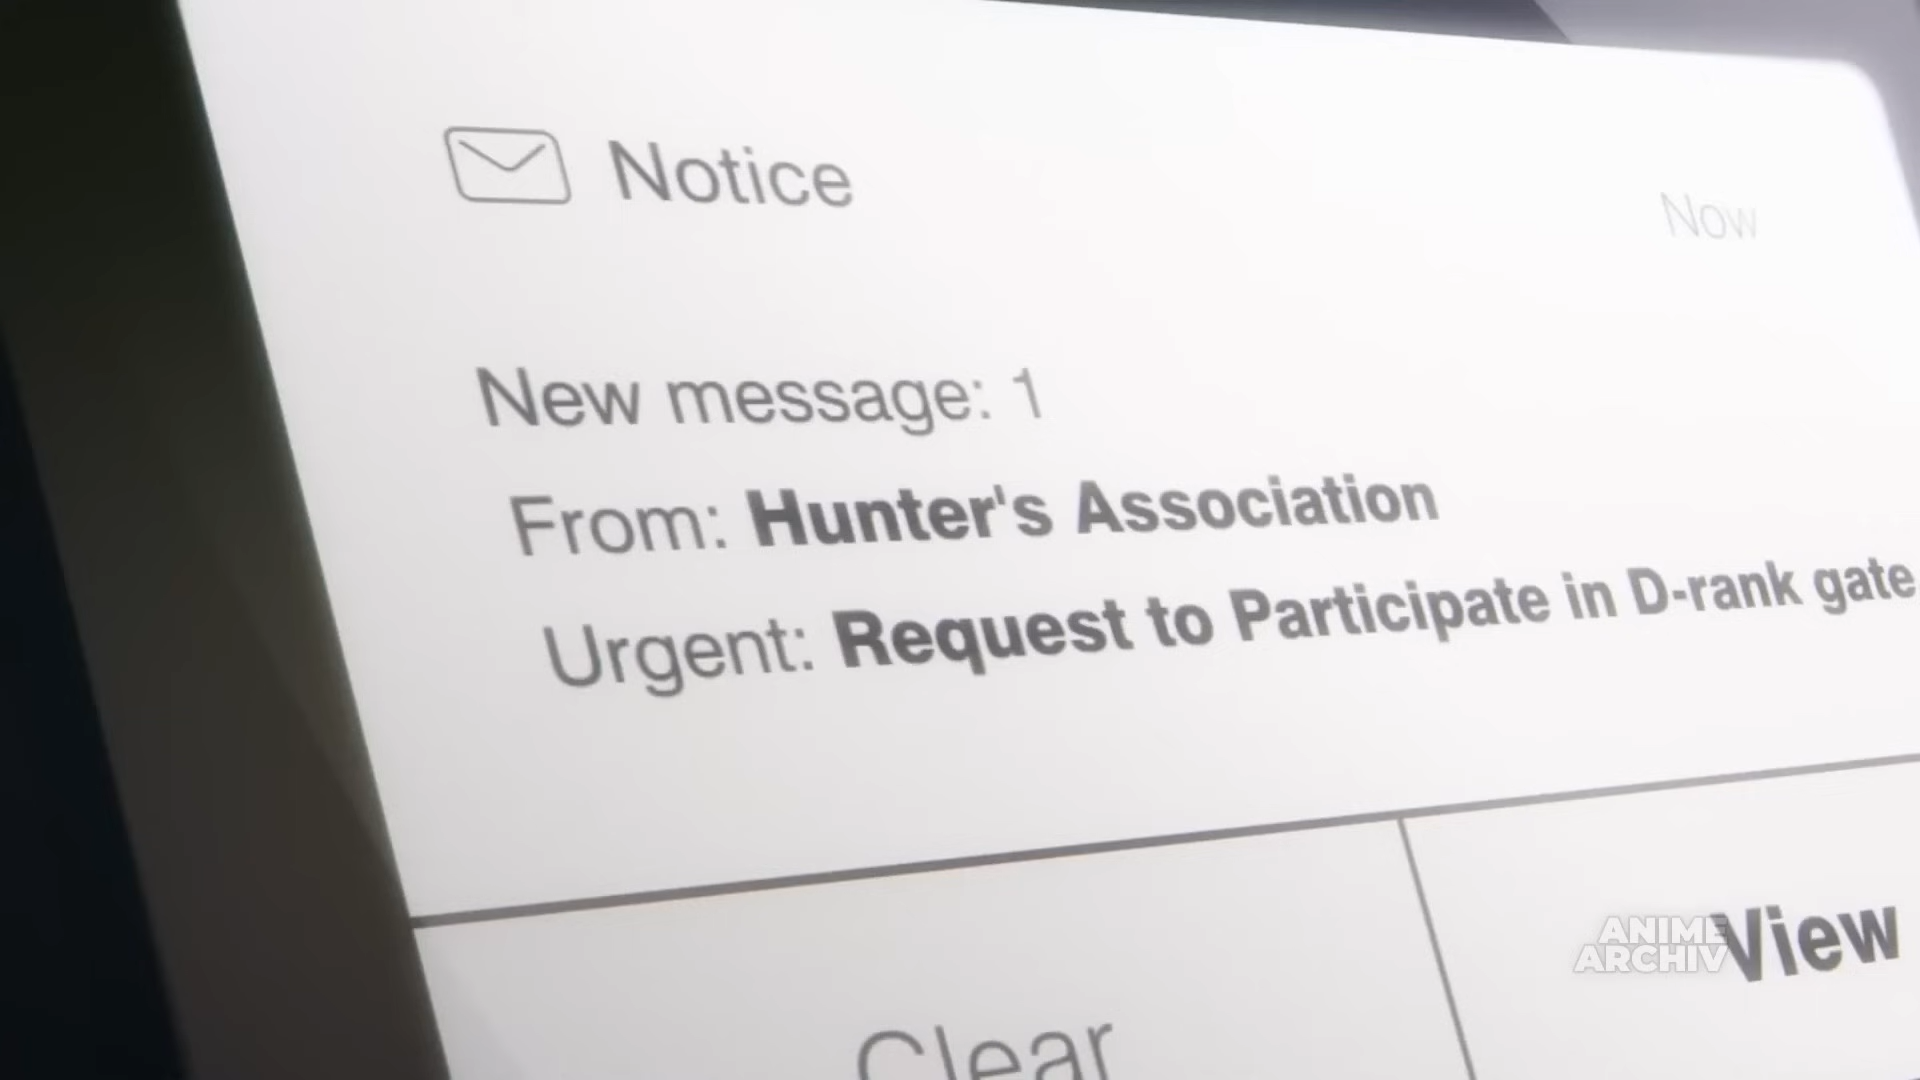 Notice
Now
New message: 1
From: Hunter's Association
Urgent: Request to Participate in D-rank gate
View
Clear
ANIME
ARCHIV